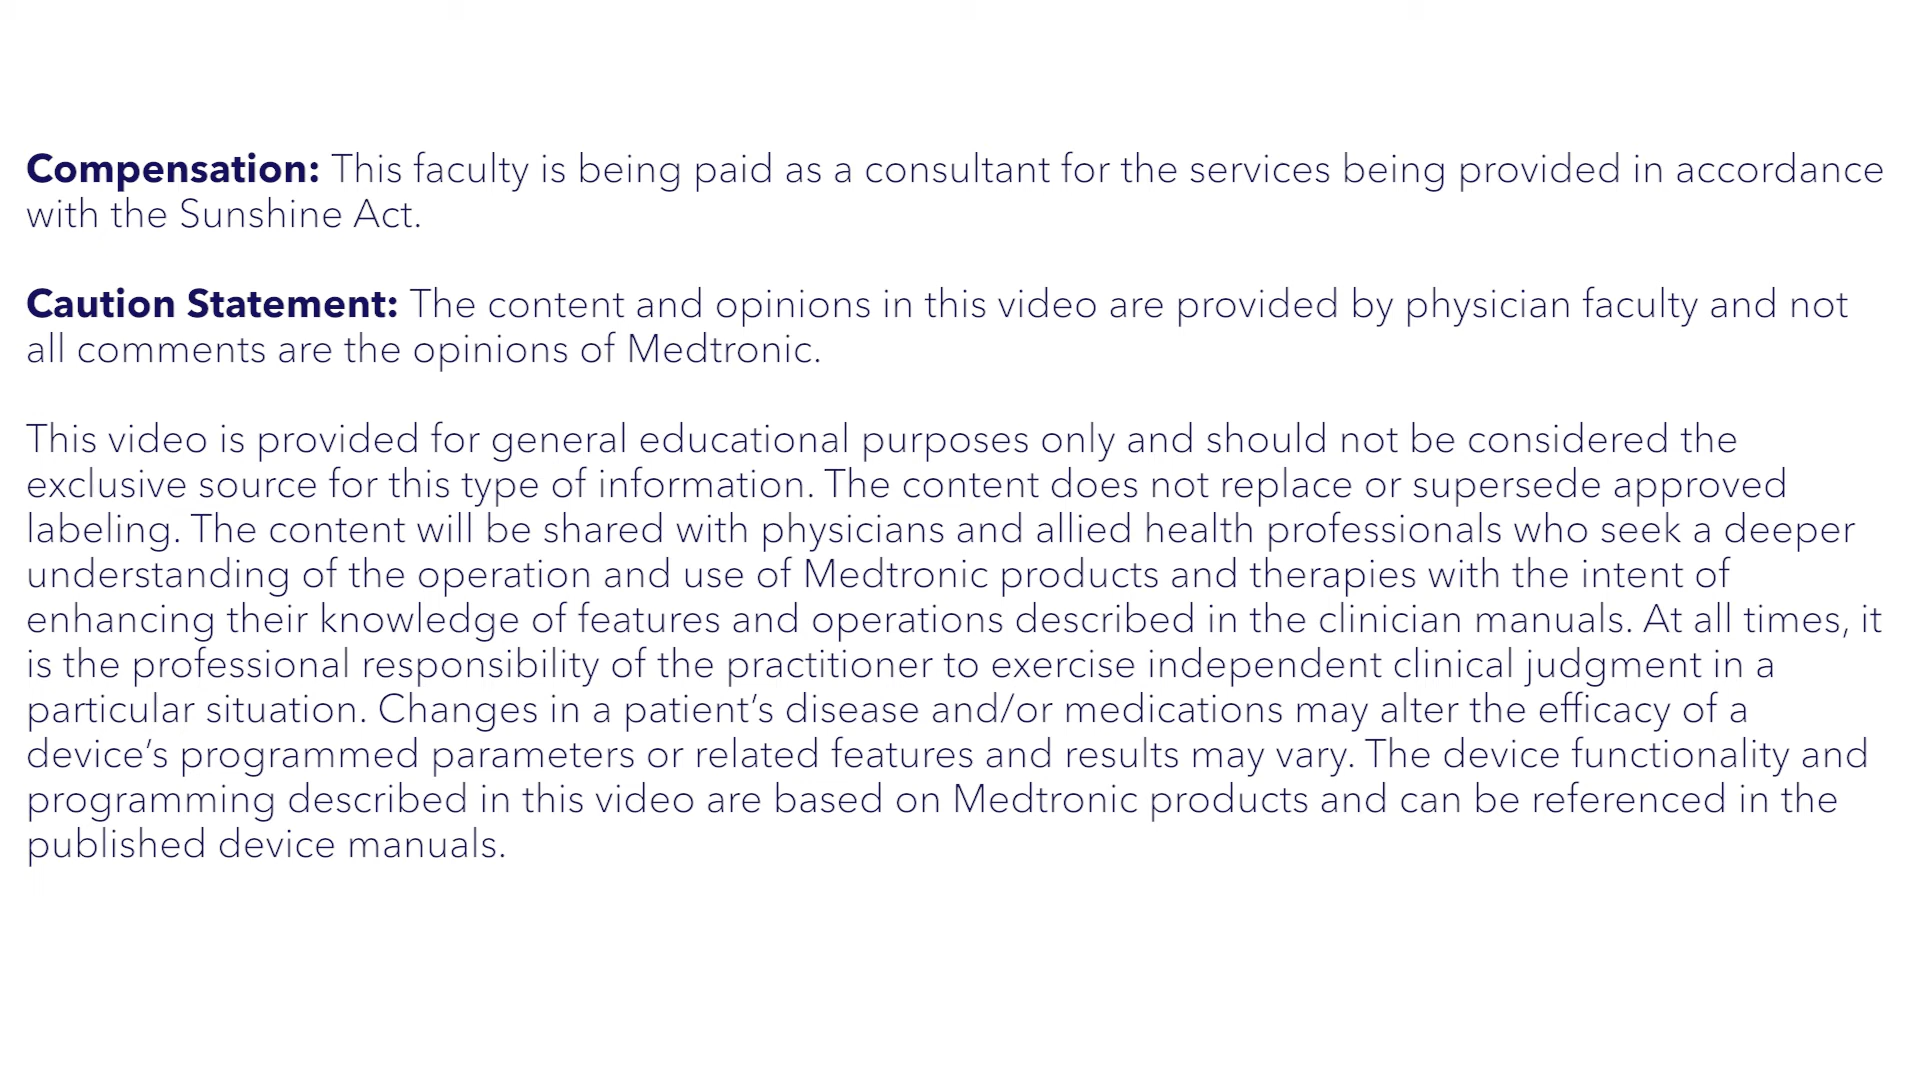 Compensation: This faculty is being paid as a consultant for the services being provided in accordance
with the Sunshine Act.
Caution Statement: The content and opinions in this video are provided by physician faculty and not
all comments are the opinions of Medtronic.
This video is provided for general educational purposes only and should not be considered the
exclusive source for this type of information. The content does not replace or supersede approved
labeling. The content will be shared with physicians and allied health professionals who seek a deeper
understanding of the operation and use of Medtronic products and therapies with the intent of
enhancing their knowledge of features and operations described in the clinician manuals. At all times, it
is the professional responsibility of the practitioner to exercise independent clinical judgment in a
particular situation. Changes in a patient’s disease and/or medications may alter the efficacy of a
device’s programmed parameters or related features and results may vary. The device functionality and
programming described in this video are based on Medtronic products and can be referenced in the
published device manuals.